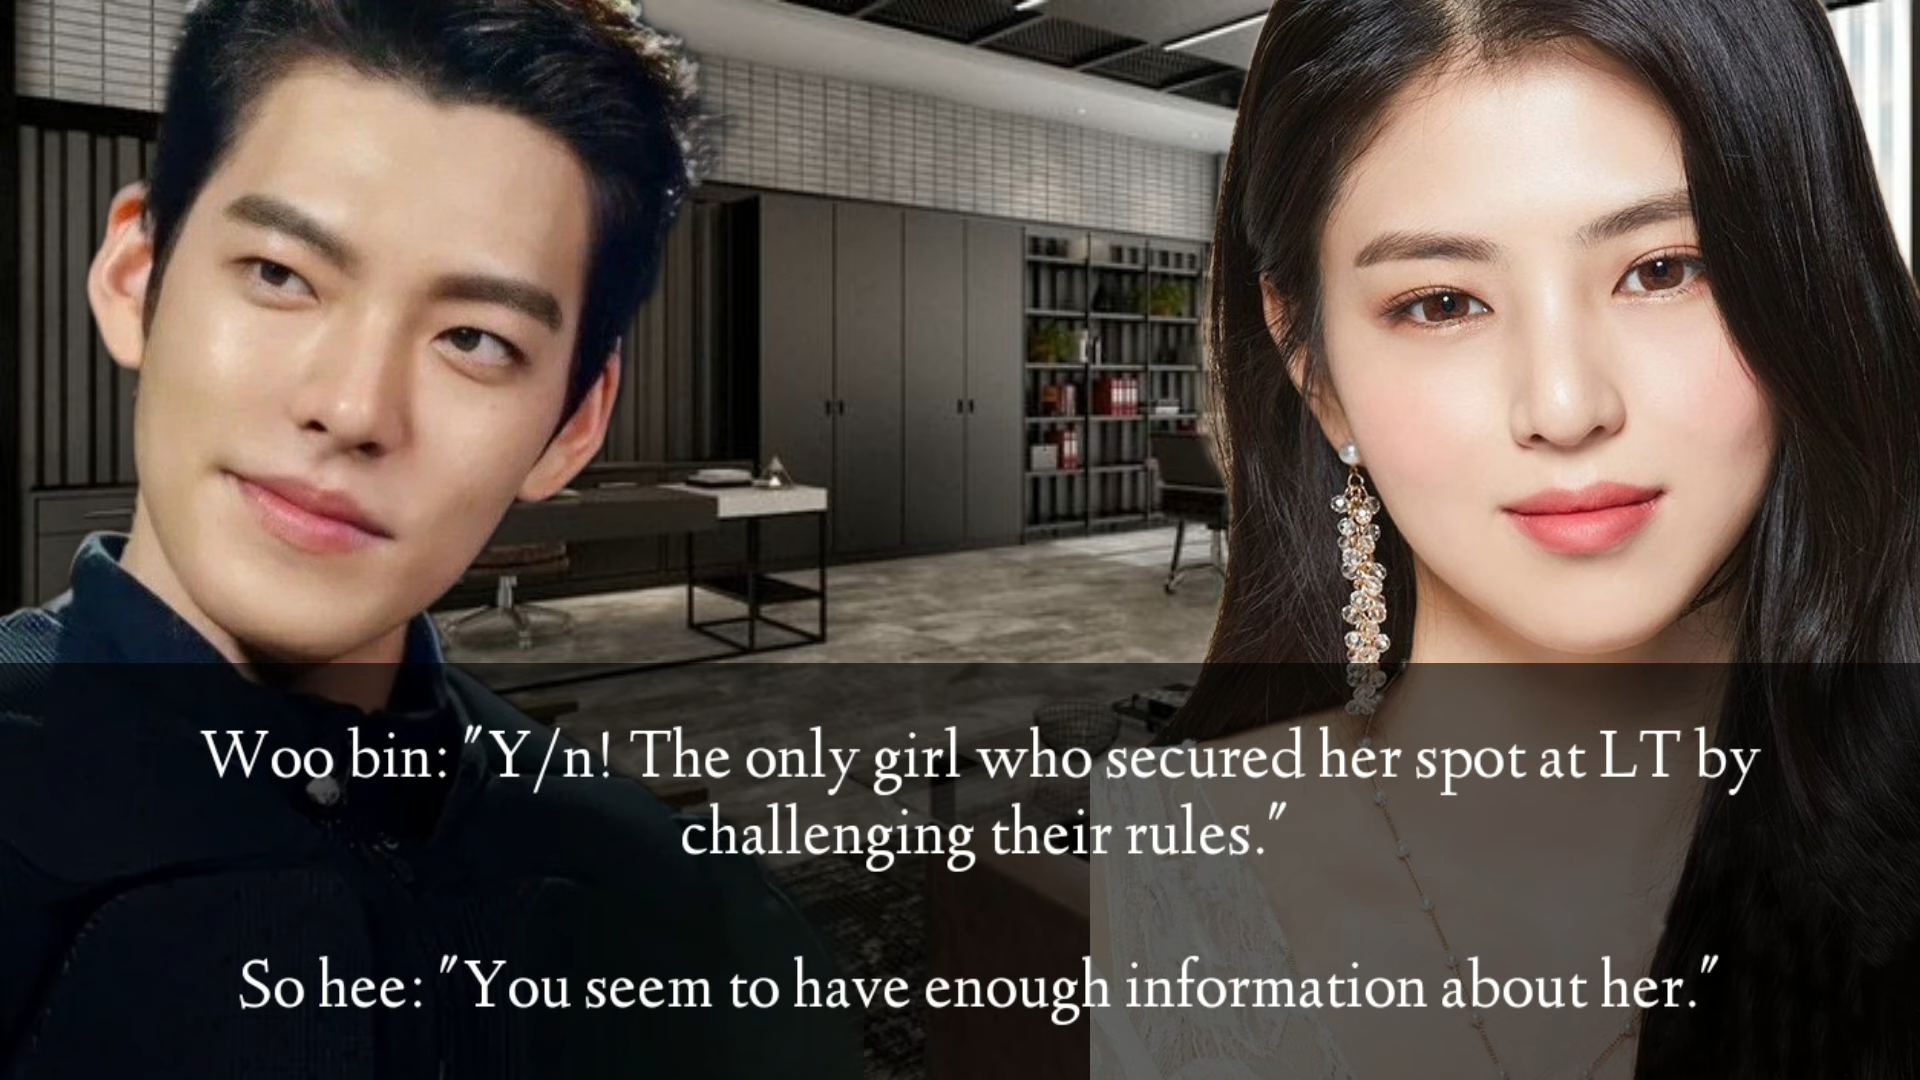 Woo bin: "Y/n! The only girl who secured her spot at LT by
challenging their rules."
So hee: "You seem to have enough information about her."